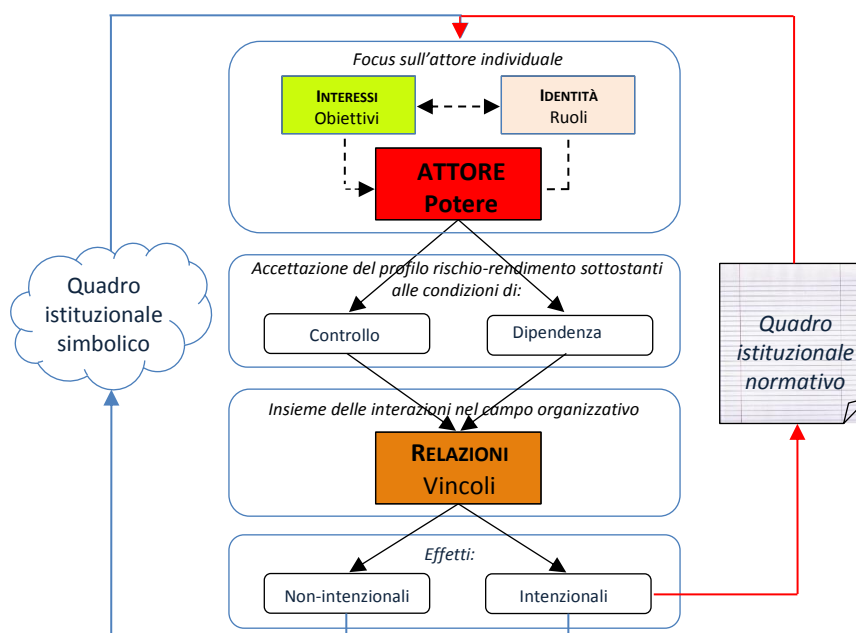 Focus sull'attore individuale
INTERESSI
Obiettivi
IDENTITÀ
Ruoli
ATTORE
Potere
Accettazione del profilo rischio-rendimento sottostanti
alle condizioni di:
Controllo
Dipendenza
Quadro
istituzionale
simbolico
Quadro
istituzionale
normativo
Insieme delle interazioni nel campo organizzativo
RELAZIONI
Vincoli
Effetti:
Non-intenzionali
Intenzionali